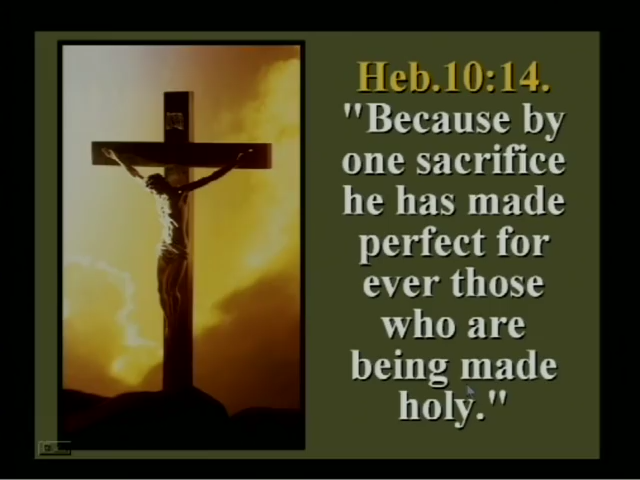 Heb.10:14.
"Because by
one sacrifice
he has made
perfect for
ever those
who are
being made
holy."